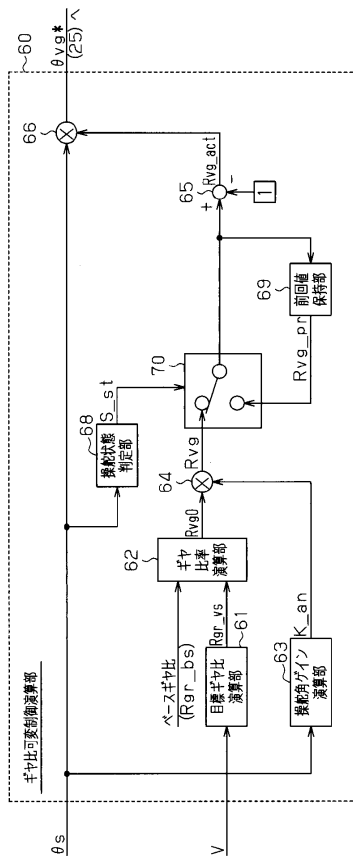 ギヤ比可変制御演算部
60
θs
V
θvg*
(25) へ
66
68
操舵状態
判定部
S_st
70
65
Rvg_act
+
-
1
69
前回値
保持部
Rvg_pr
ベースギヤ比
(Rgr_bs)
62
ギヤ
比率
演算部
Rvg0
64
Rvg
61
目標ギヤ比
演算部
Rgr_vs
63
操舵角ゲイン
演算部
K_an